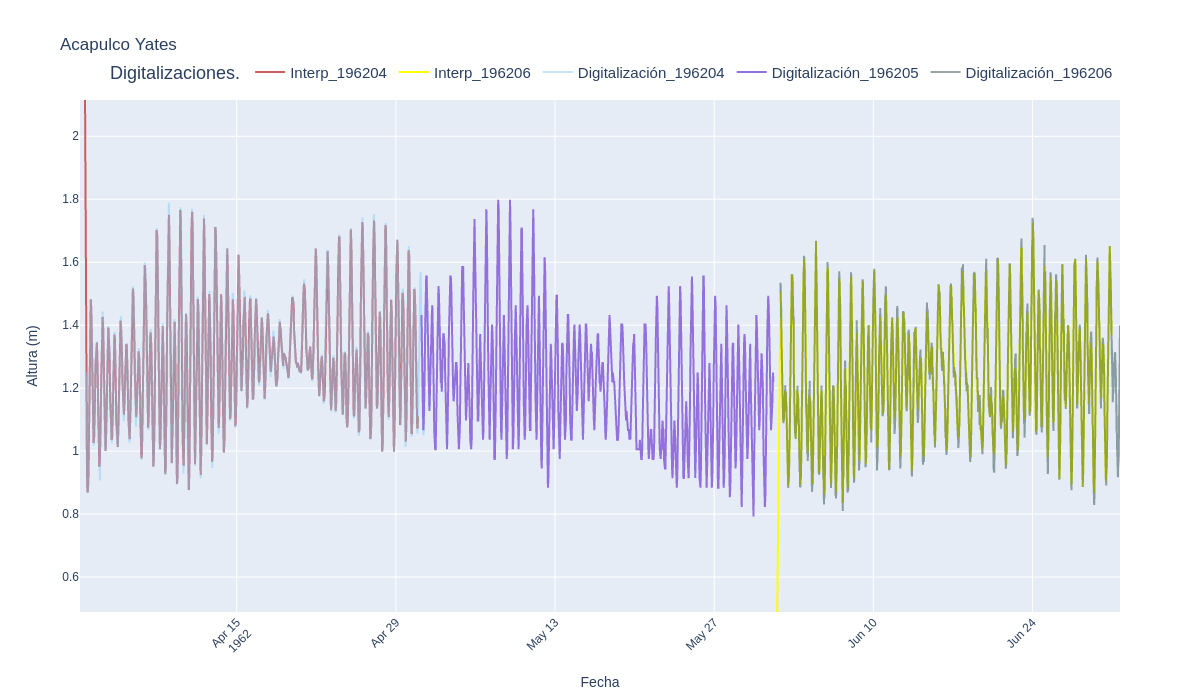 Acapulco Yates
Digitalizaciones. Interp_196204 Interp_196206 Digitalización_196204 Digitalización_196205 Digitalización_196206
2
1.8
1.6
1.4
1.2
1
0.8
0.6
Altura (m)
Apr 15
1962
Apr 29
May 13
May 27
Jun 10
Jun 24
Fecha